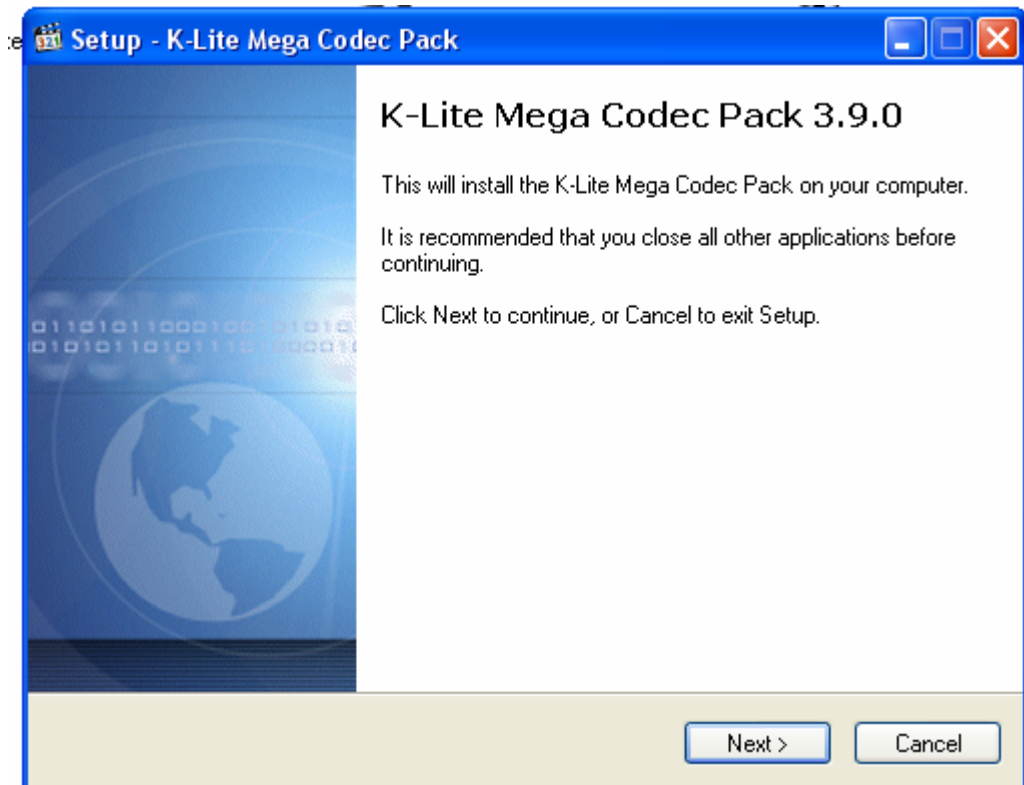 Setup - K-Lite Mega Codec Pack
K-Lite Mega Codec Pack 3.9.0
This will install the K-Lite Mega Codec Pack on your computer.
It is recommended that you close all other applications before
continuing.
Click Next to continue, or Cancel to exit Setup.
Next >
Cancel